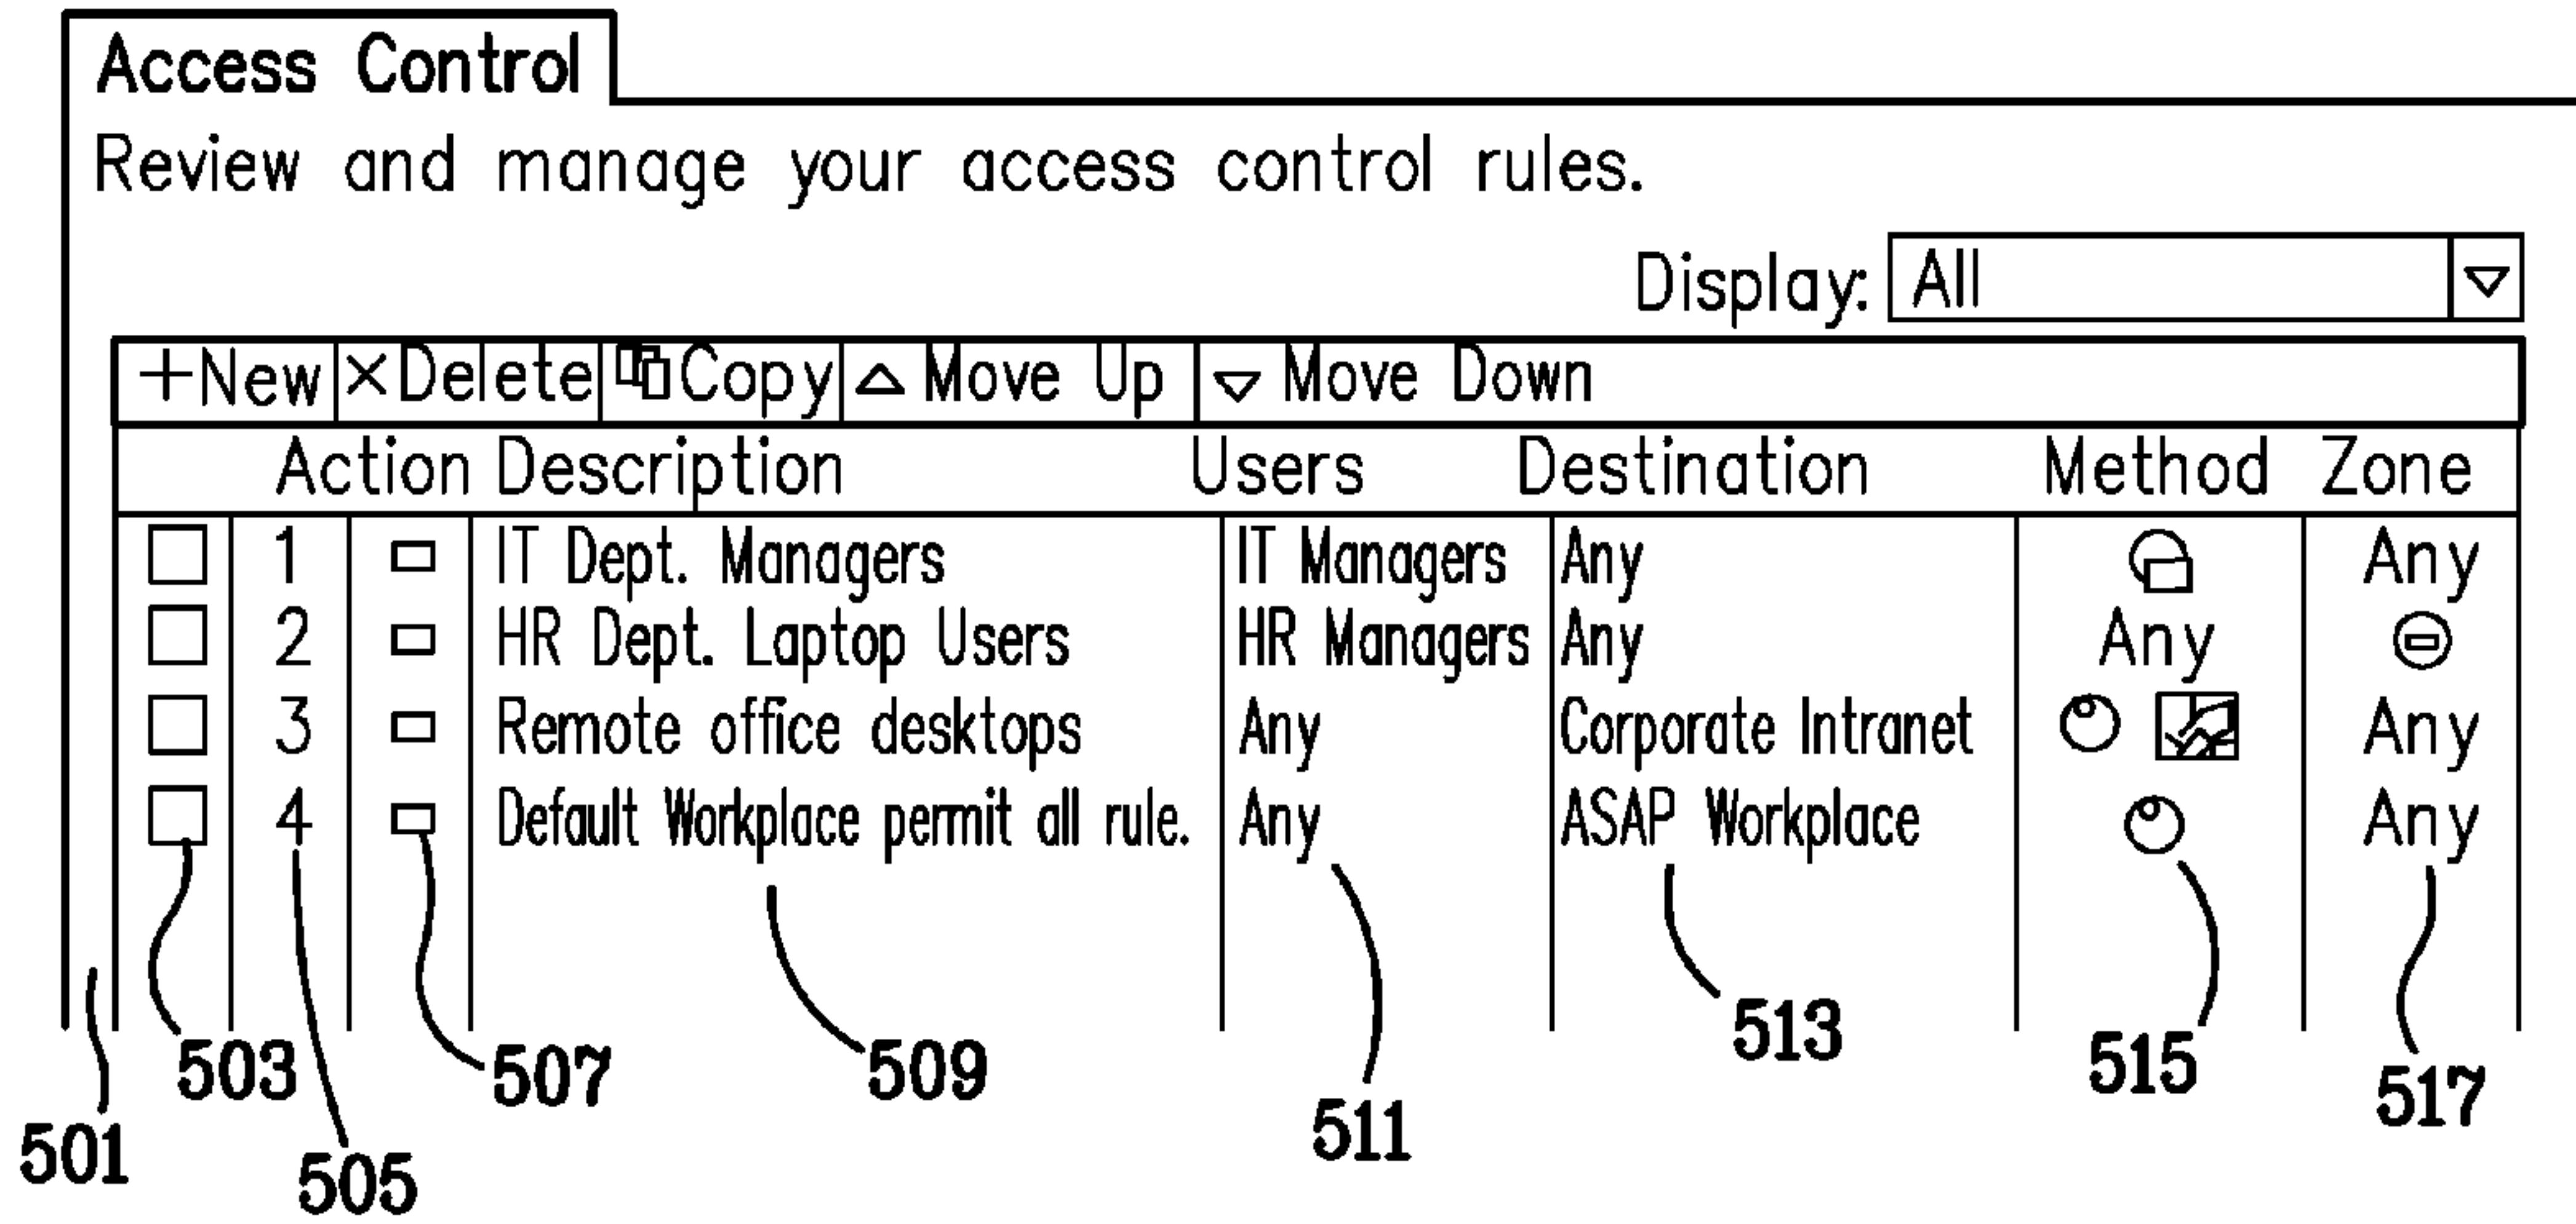 Access Control
Review and manage your access control rules.
Display: All
+New ×Delete Copy △ Move Up ▽ Move Down
Action Description Users Destination Method Zone
1 IT Dept. Managers IT Managers Any Any
2 HR Dept. Laptop Users HR Managers Any Any
3 Remote office desktops Any Corporate Intranet Any
4 Default Workplace permit all rule. Any ASAP Workplace Any
501 503 505 507 509 511 513 515 517